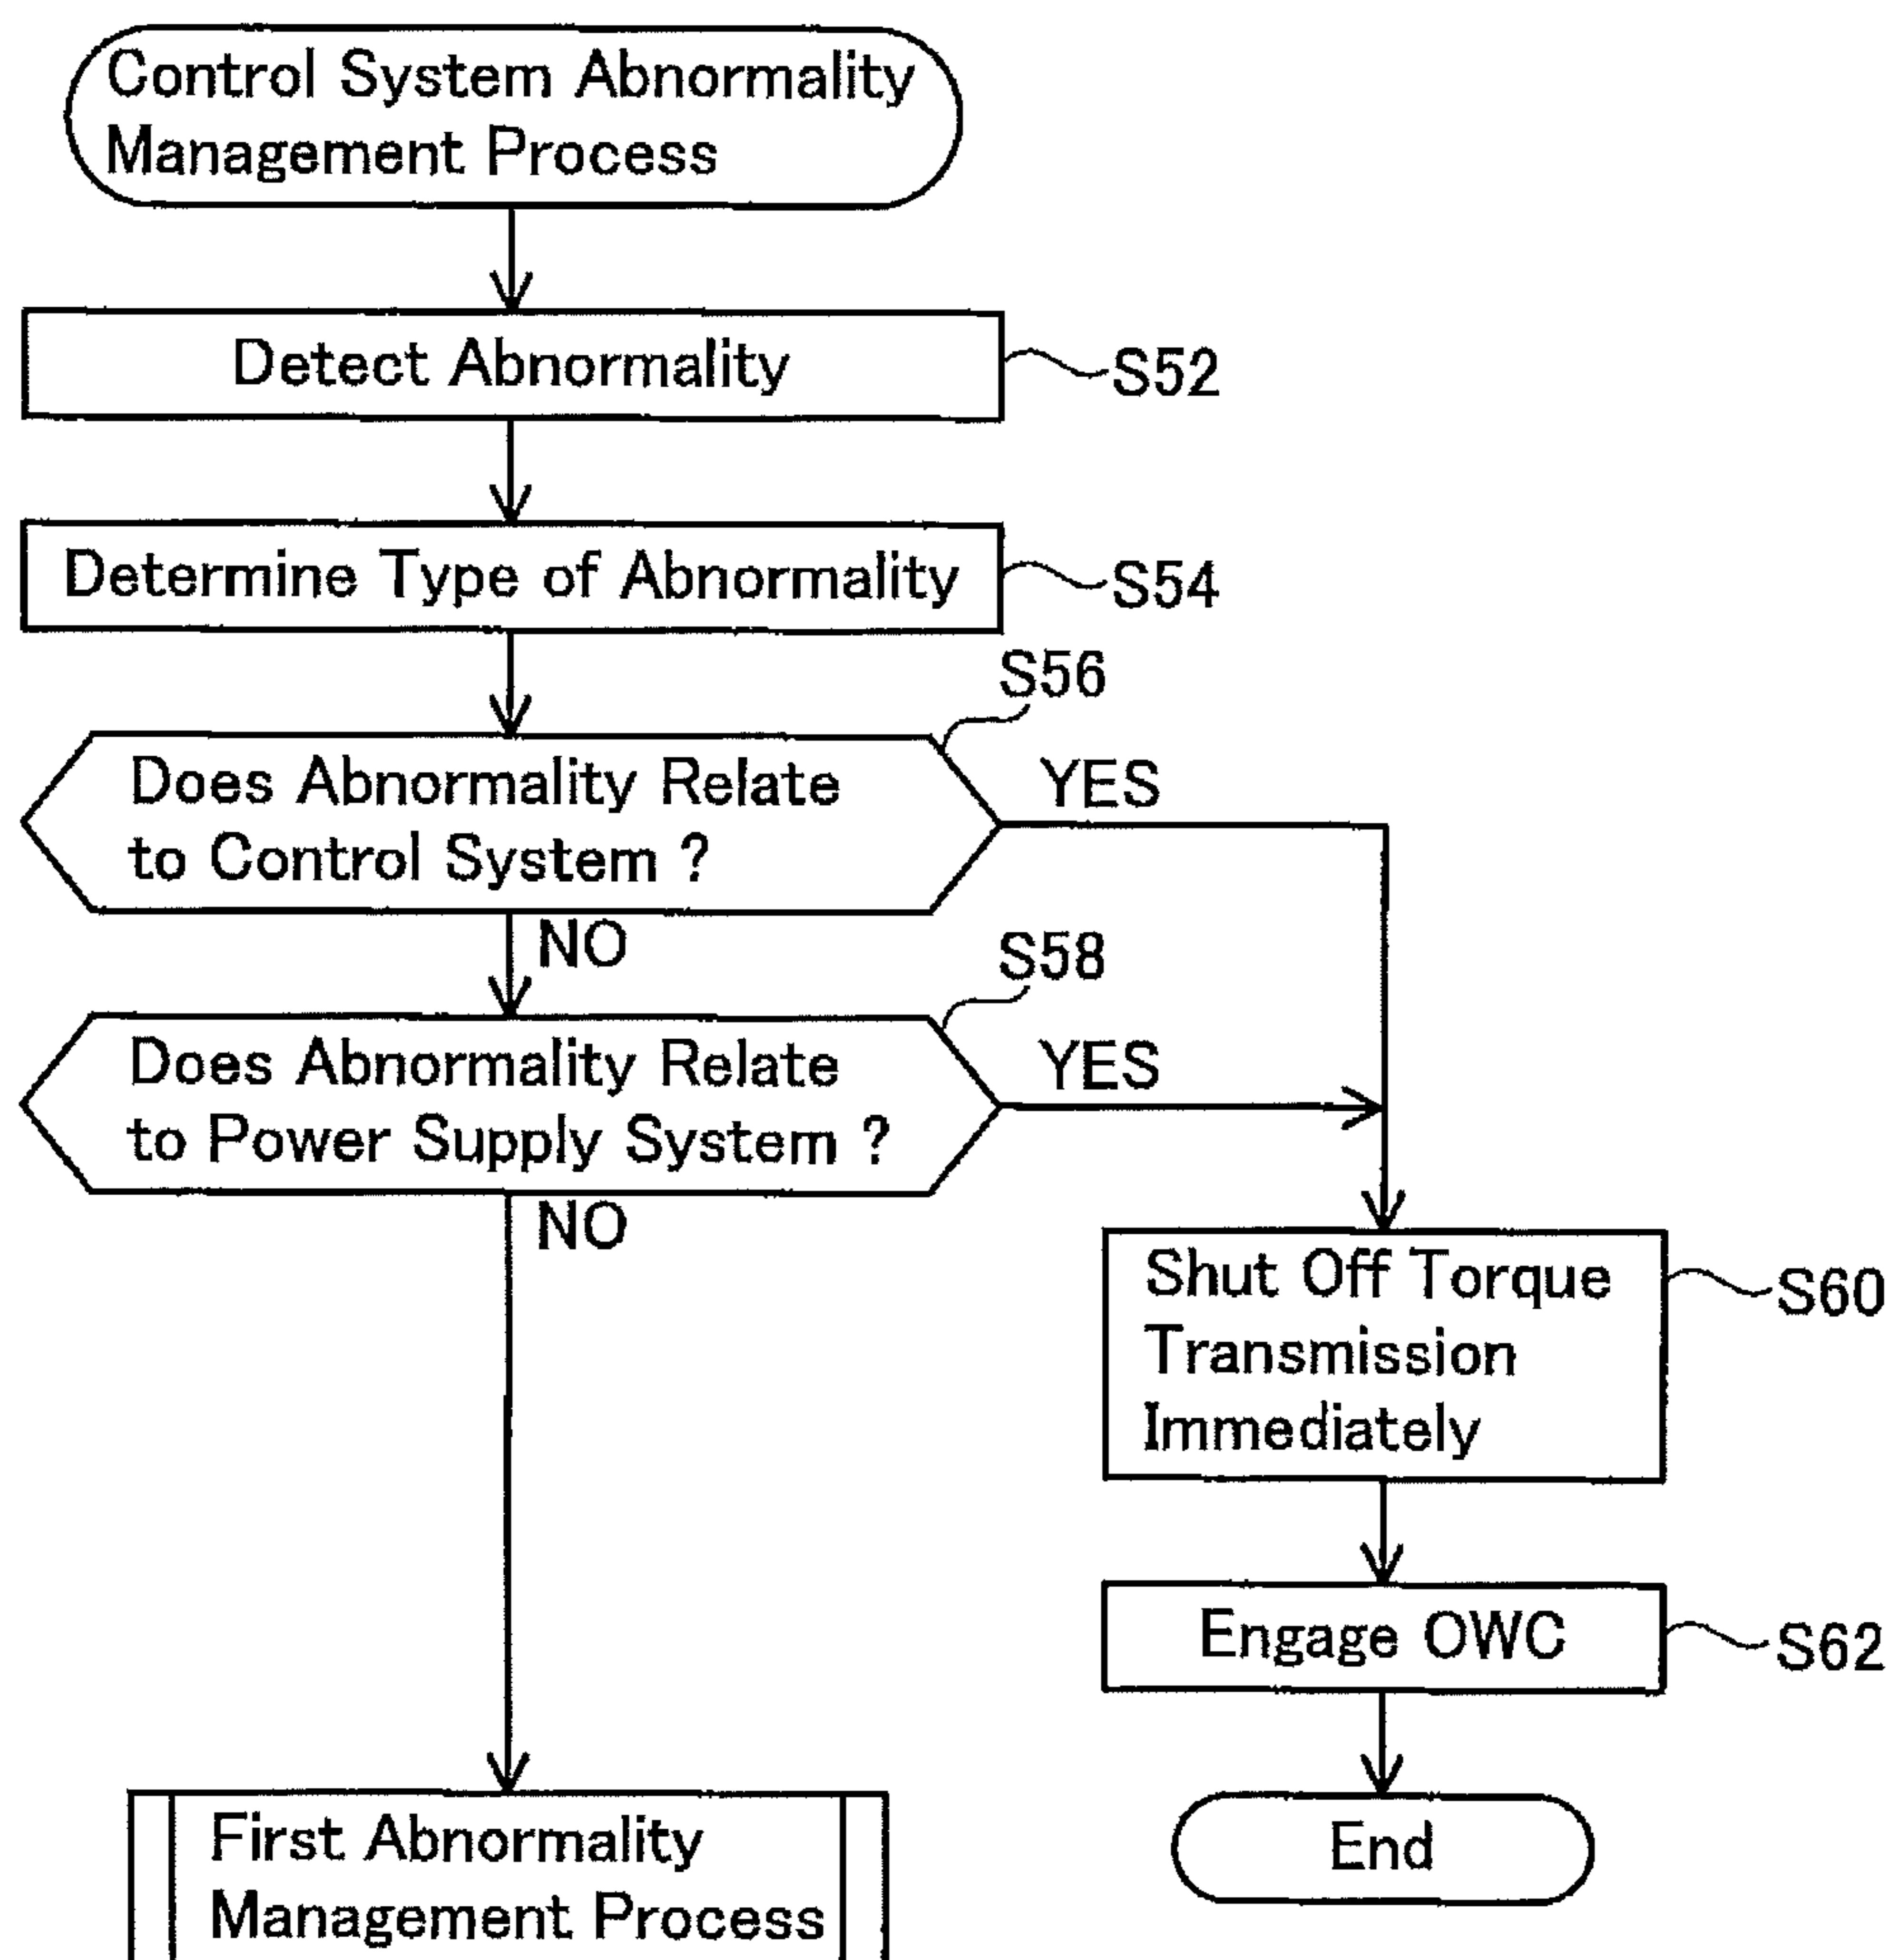 Control System Abnormality
Management Process
Detect Abnormality
S52
Determine Type of Abnormality
S54
S56
Does Abnormality Relate
to Control System ?
YES
NO
S58
Does Abnormality Relate
to Power Supply System ?
YES
NO
Shut Off Torque
Transmission
Immediately
S60
Engage OWC
S62
End
First Abnormality
Management Process